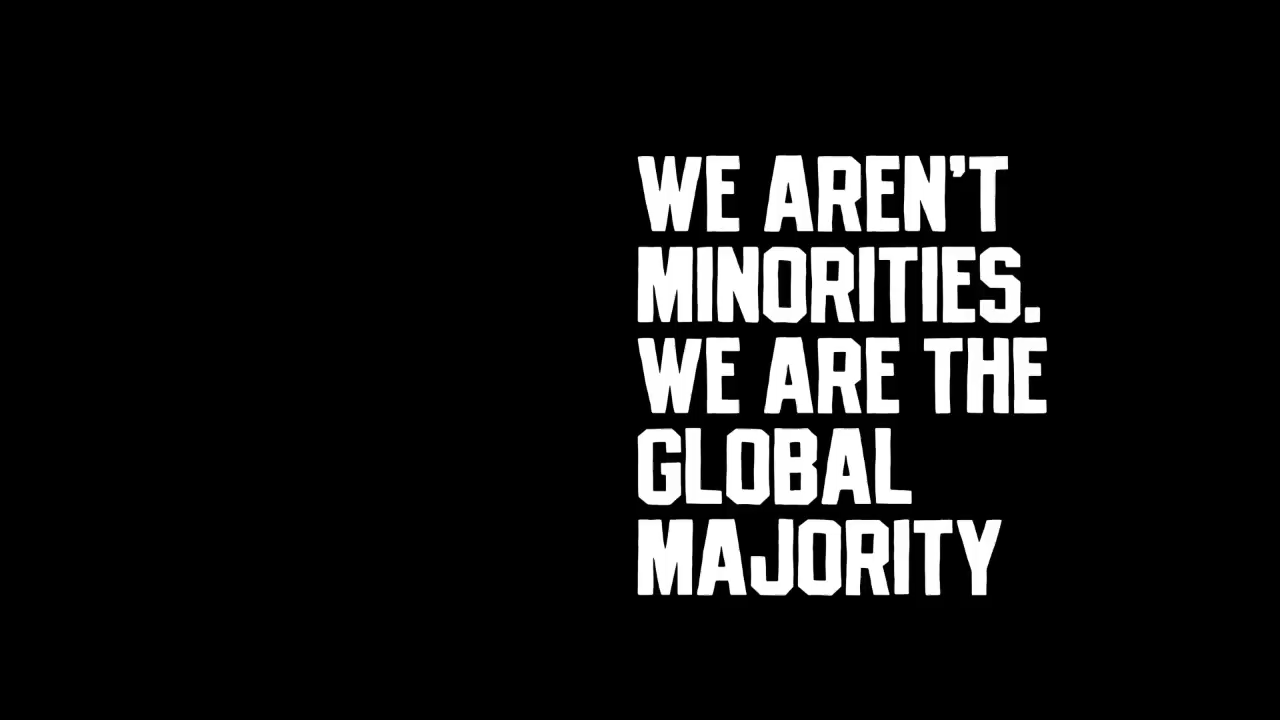 WE AREN'T
MINORITIES.
WE ARE THE
GLOBAL
MAJORITY